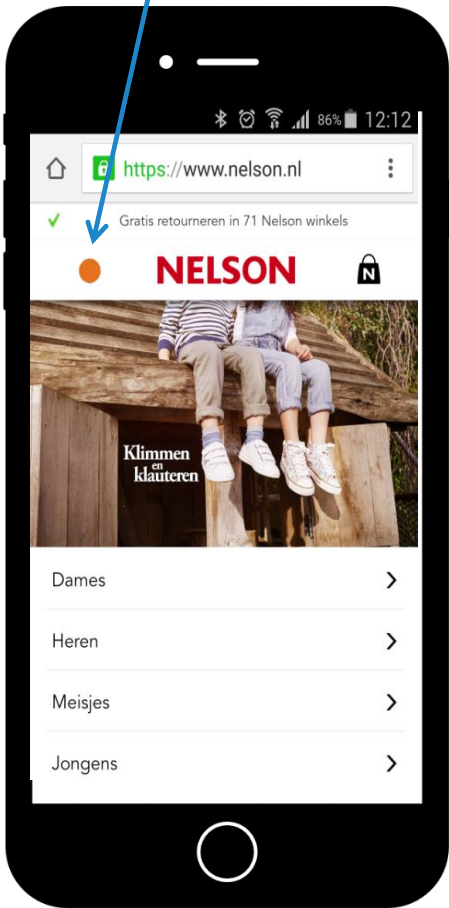 86% 12:12
https://www.nelson.nl
Gratis retourneren in 71 Nelson winkels
NELSON
N
Klimmen
en
klauteren
Dames
Heren
Meisjes
Jongens